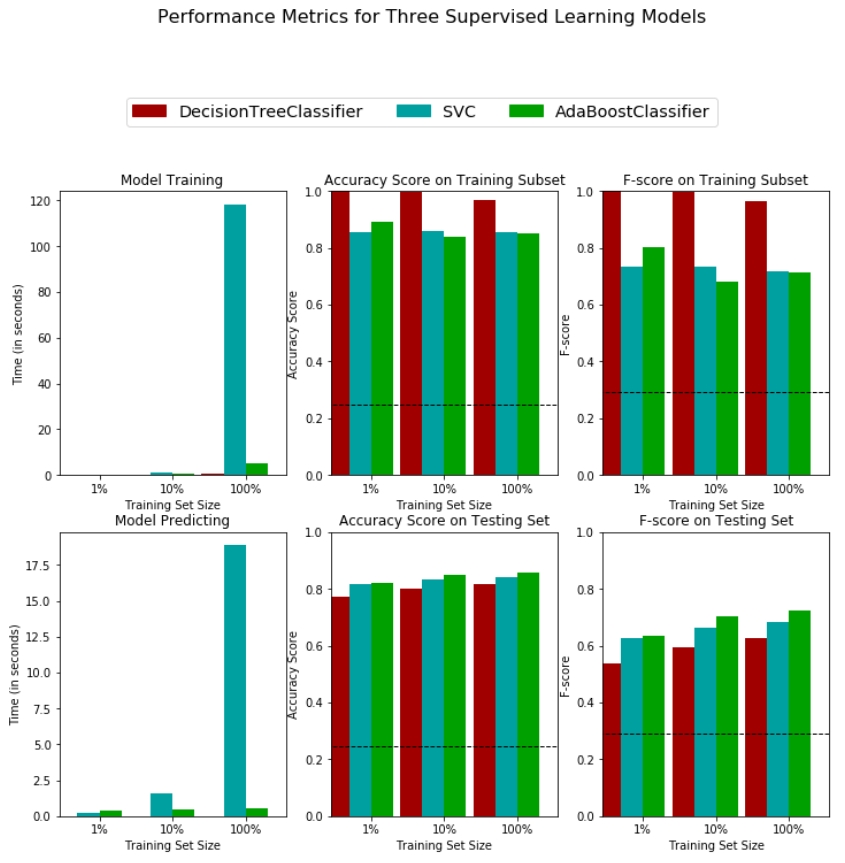 Performance Metrics for Three Supervised Learning Models
DecisionTreeClassifier SVC AdaBoostClassifier
Model Training
Time (in seconds)
120
100
80
60
40
20
0
1% 10% 100%
Training Set Size
Accuracy Score on Training Subset
Accuracy Score
1.0
0.8
0.6
0.4
0.2
0.0
1% 10% 100%
Training Set Size
F-score on Training Subset
F-score
1.0
0.8
0.6
0.4
0.2
0.0
1% 10% 100%
Training Set Size
Model Predicting
Time (in seconds)
17.5
15.0
12.5
10.0
7.5
5.0
2.5
0.0
1% 10% 100%
Training Set Size
Accuracy Score on Testing Set
Accuracy Score
1.0
0.8
0.6
0.4
0.2
0.0
1% 10% 100%
Training Set Size
F-score on Testing Set
F-score
1.0
0.8
0.6
0.4
0.2
0.0
1% 10% 100%
Training Set Size